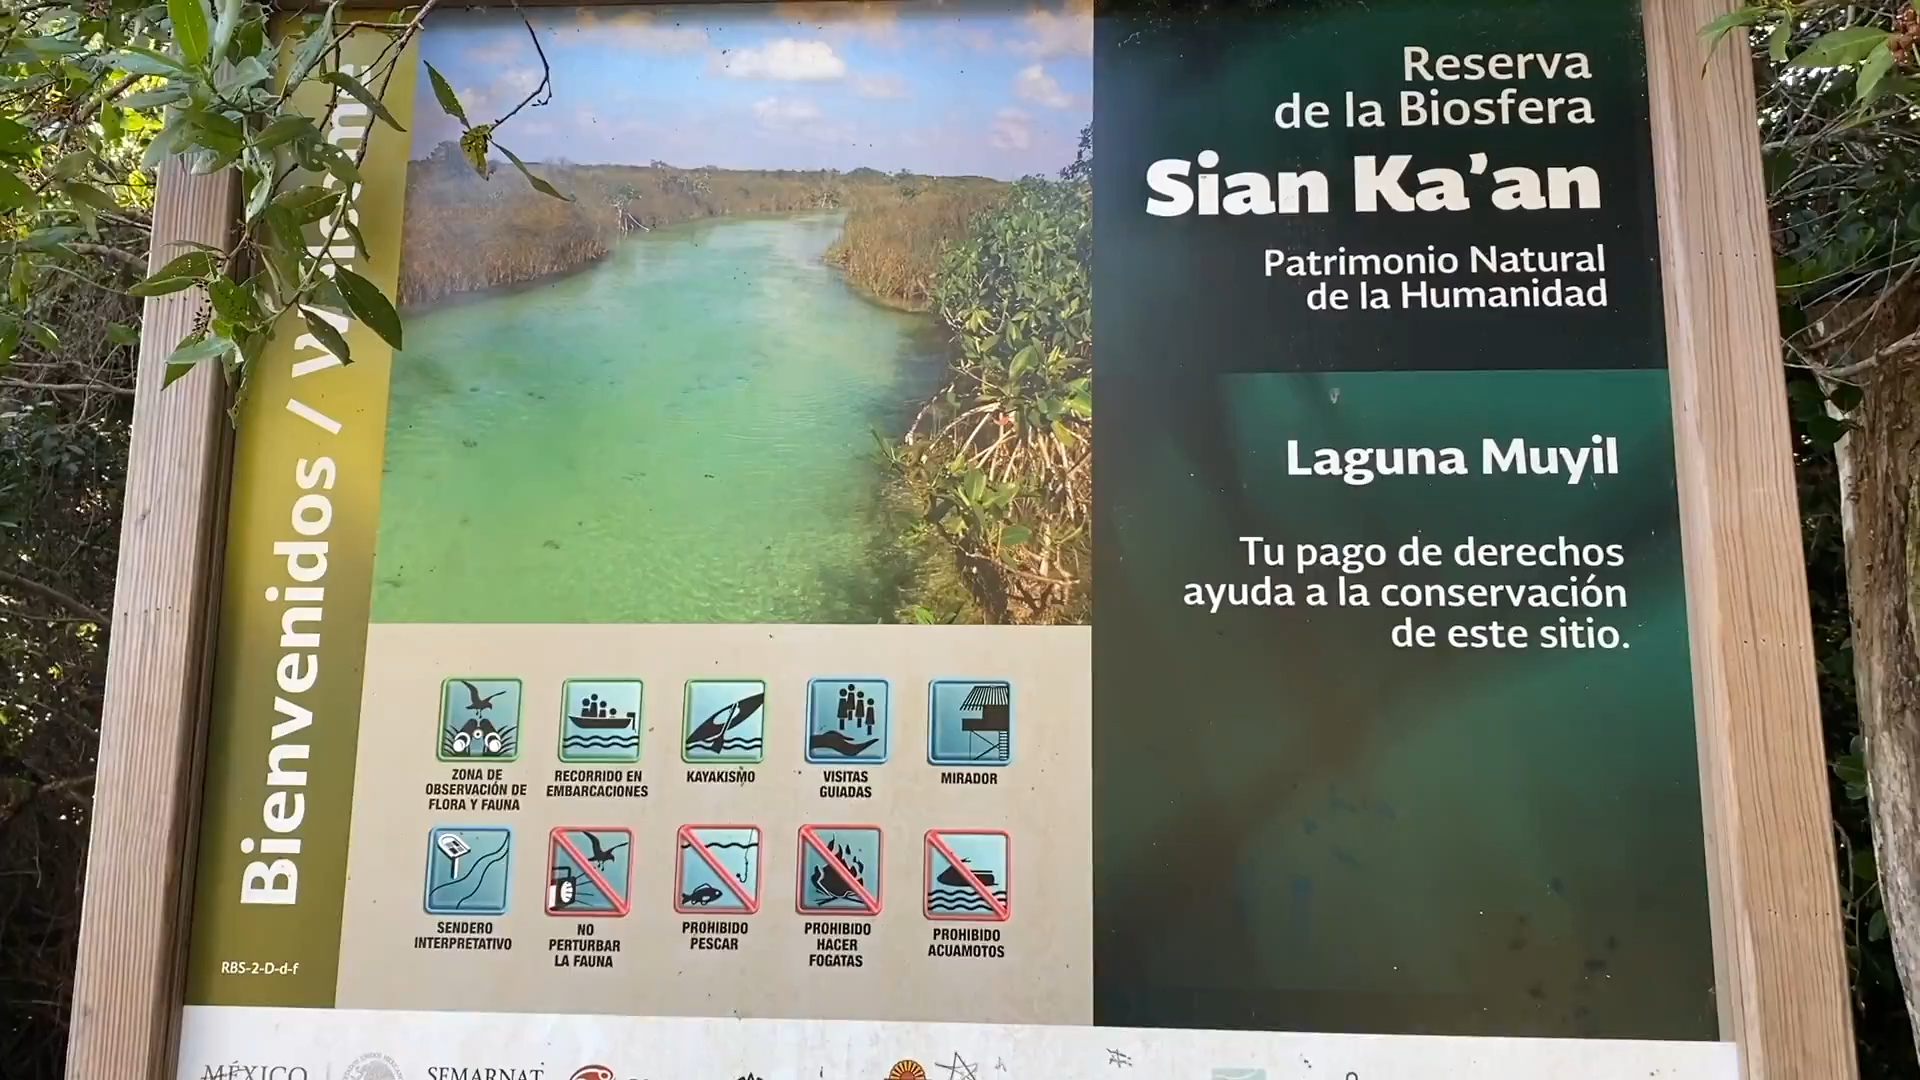 Bienvenidos / Welcome
Reserva
de la Biosfera
Sian Ka'an
Patrimonio Natural
de la Humanidad
Laguna Muyil
Tu pago de derechos
ayuda a la conservación
de este sitio.
ZONA DE
OBSERVACIÓN DE
FLORA Y FAUNA
RECORRIDO EN
EMBARCACIONES
KAYAKISMO
VISITAS
GUIADAS
MIRADOR
SENDERO
INTERPRETATIVO
NO
PERTURBAR
LA FAUNA
PROHIBIDO
PESCAR
PROHIBIDO
HACER
FOGATAS
PROHIBIDO
ACUAMOTOS
RBS-2-D-d-f
MÉXICO
SEMARNAT